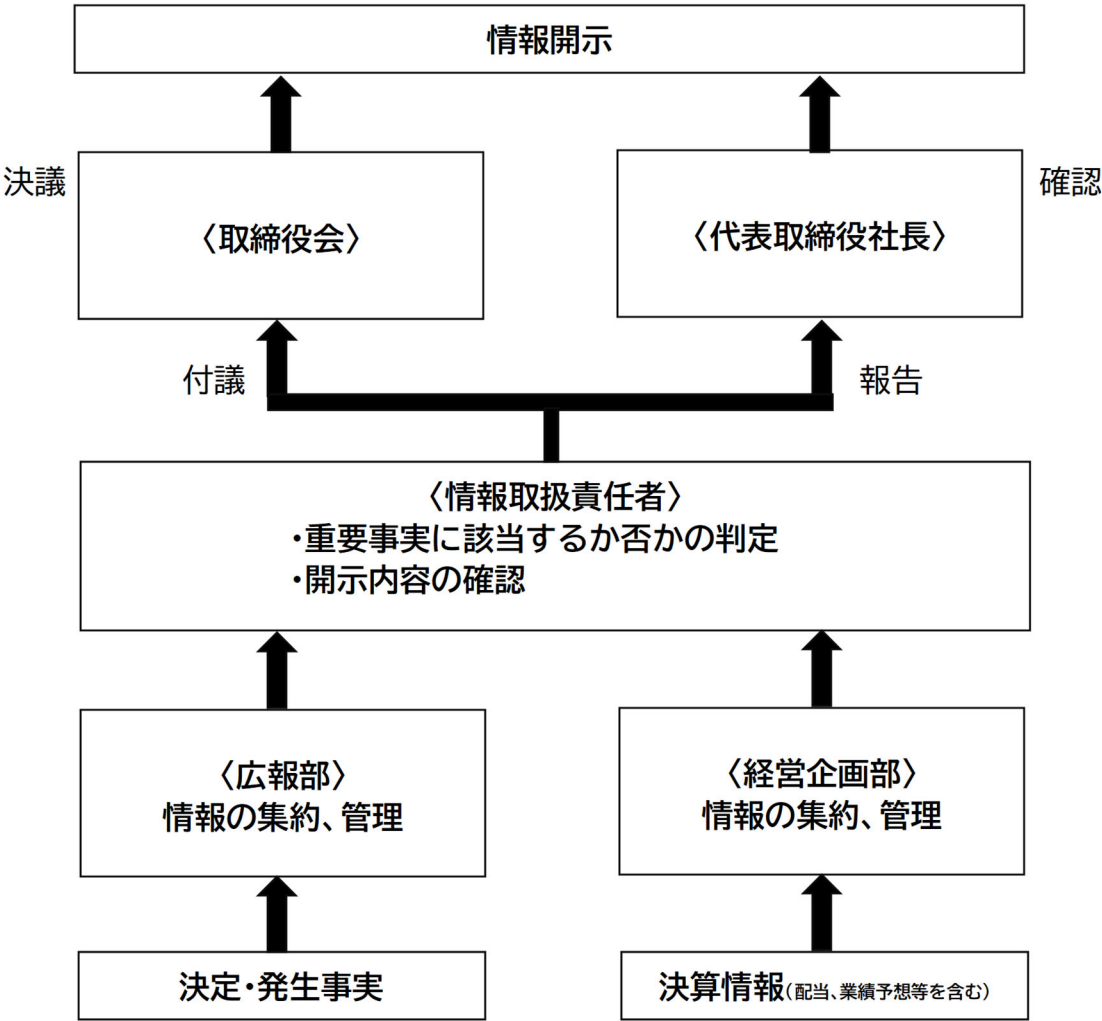 情報開示
決議
〈取締役会〉
〈代表取締役社長〉
確認
付議
報告
〈情報取扱責任者〉
・重要事実に該当するか否かの判定
・開示内容の確認
〈広報部〉
情報の集約、管理
〈経営企画部〉
情報の集約、管理
決定・発生事実
決算情報(配当、業績予想等を含む)